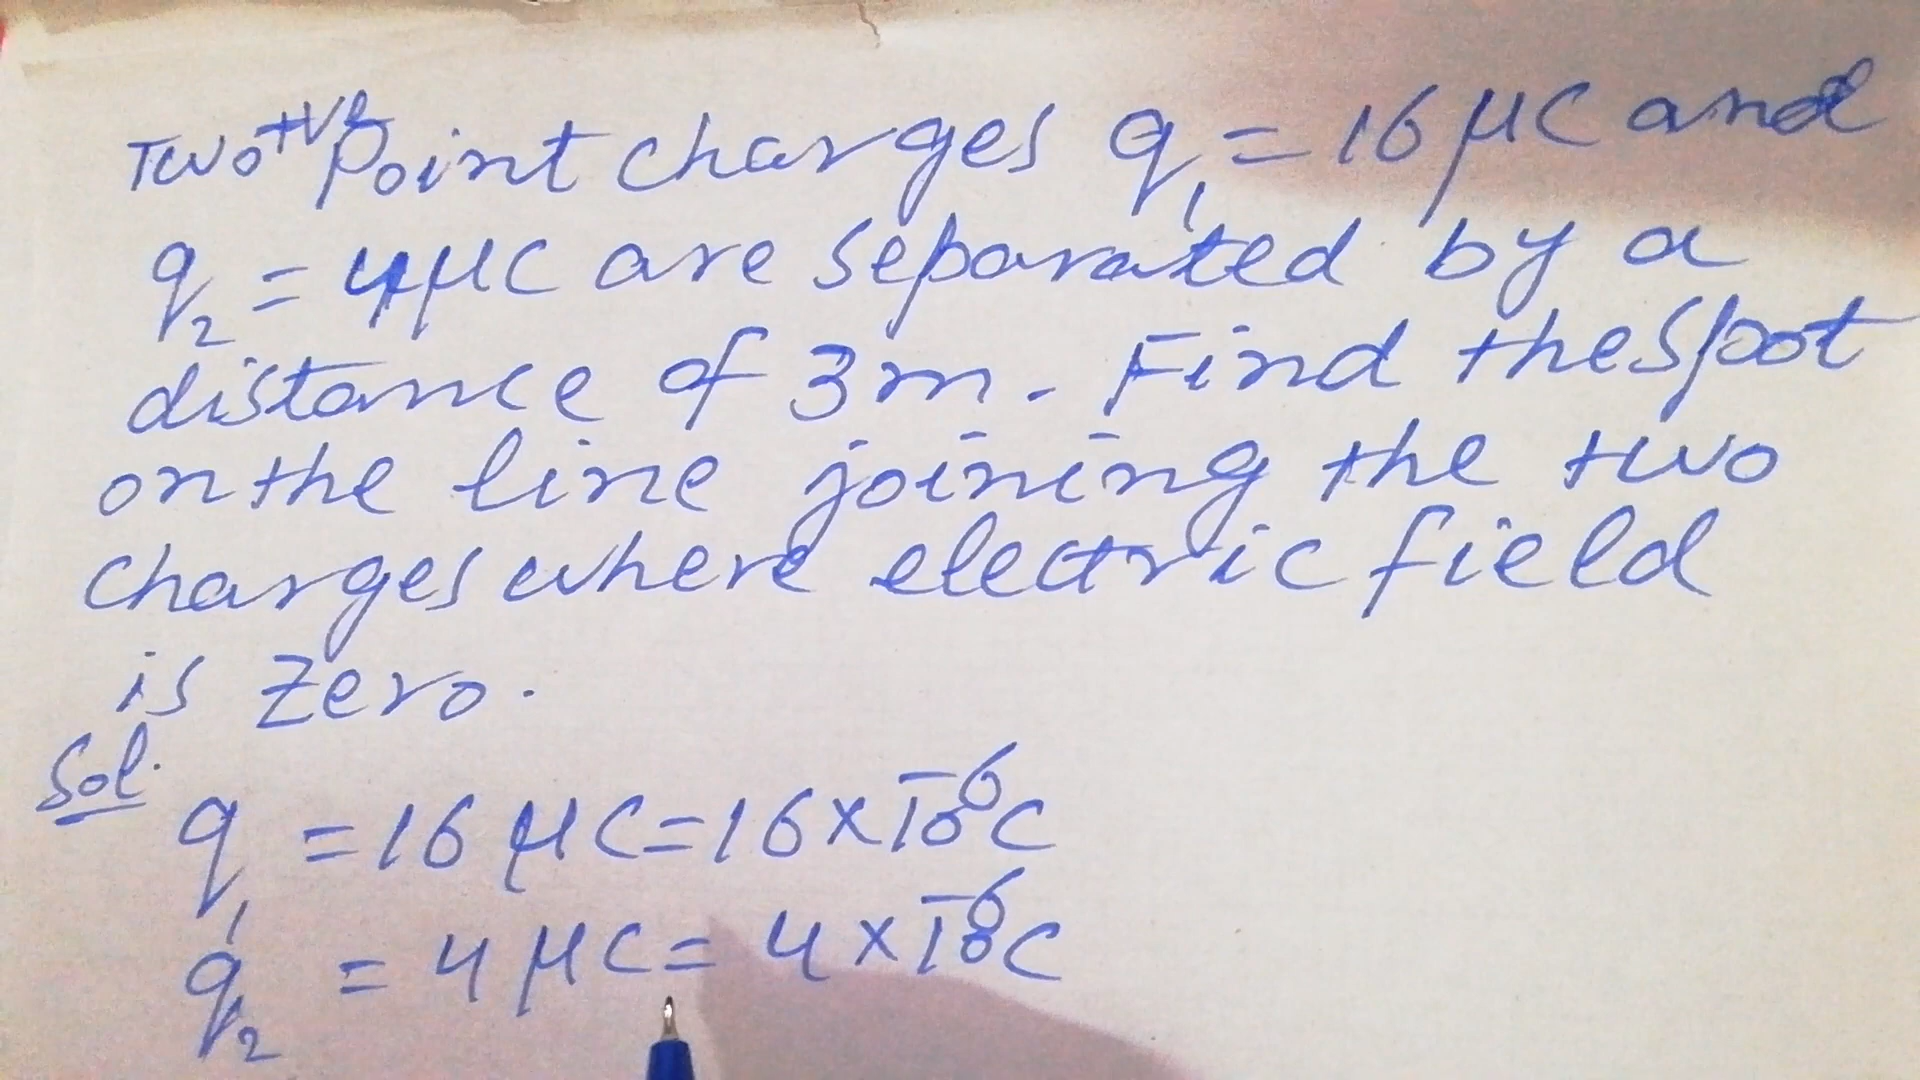 Two +ve Point charges q₁ = 16 μC and
q₂ = 4μC are separated by a
distance of 3m. Find the spot
on the line joining the two
charges where electric field
is zero.
Sol.
q₁ = 16 μC = 16 × 10⁻⁶ C
q₂ = 4 μC = 4 × 10⁻⁶ C